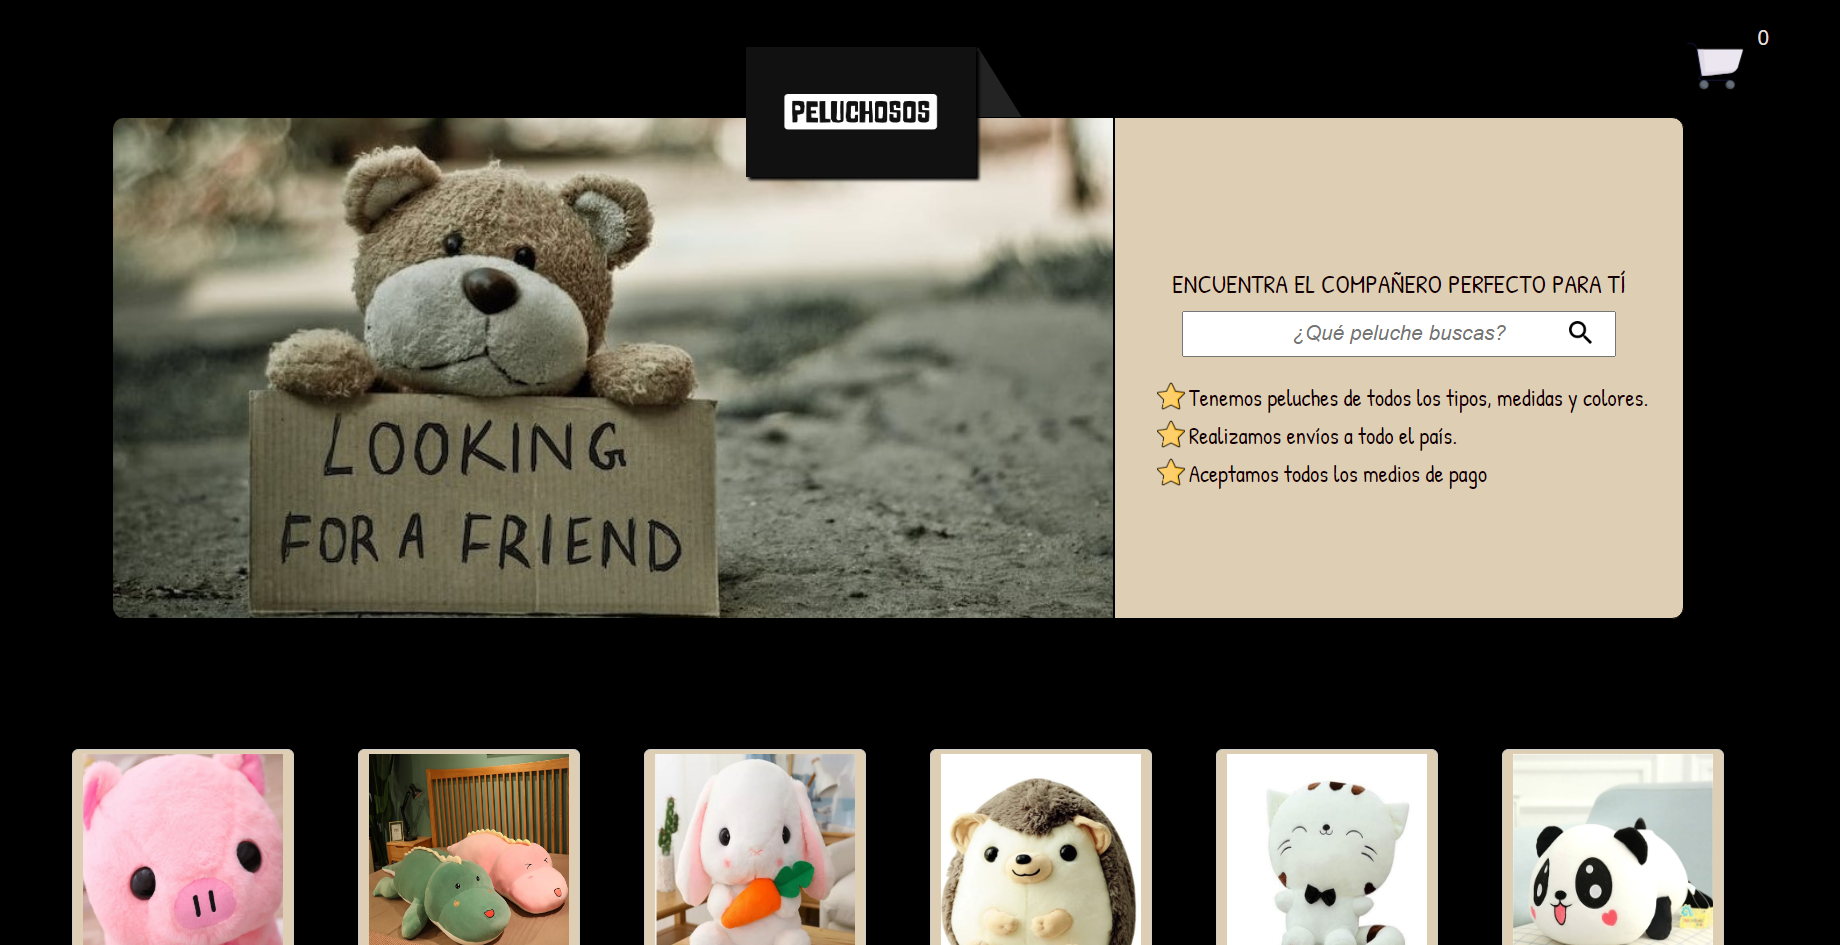 0
PELUCHOSOS
LOOKING
FOR A FRIEND
ENCUENTRA EL COMPAÑERO PERFECTO PARA TÍ
¿Qué peluche buscas?
Tenemos peluches de todos los tipos, medidas y colores.
Realizamos envíos a todo el país.
Aceptamos todos los medios de pago